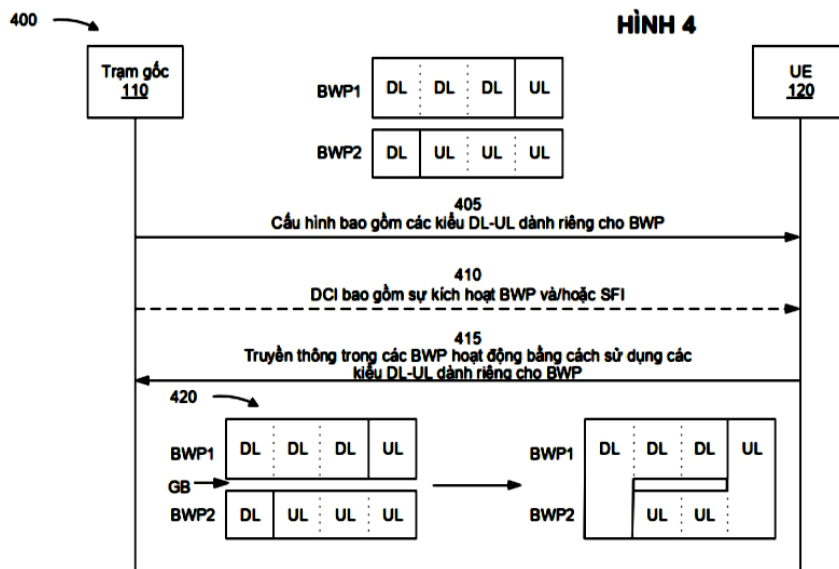 HÌNH 4
400
Trạm gốc
110
UE
120
BWP1 DL DL DL UL
BWP2 DL UL UL UL
405
Cấu hình bao gồm các kiểu DL-UL dành riêng cho BWP
410
DCI bao gồm sự kích hoạt BWP và/hoặc SFI
415
Truyền thông trong các BWP hoạt động bằng cách sử dụng các
kiểu DL-UL dành riêng cho BWP
420
BWP1 DL DL DL UL
GB
BWP2 DL UL UL UL
BWP1 DL DL DL UL
BWP2 UL UL